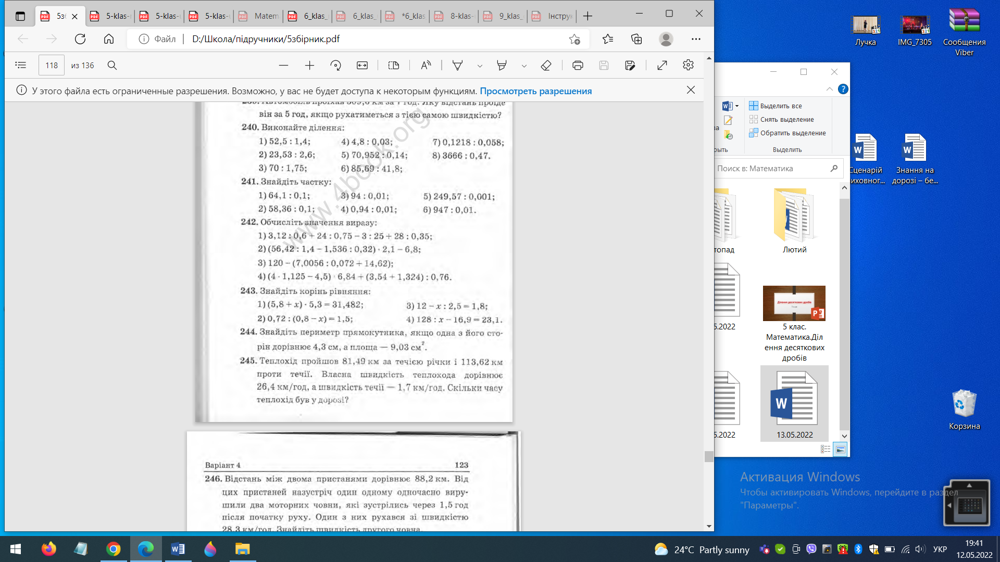 5зб
5-klas-
5-klas-
5-klas-
Matem
6_klas_
6_klas_
*6_klas
8-klas-
9_klas_
Інструк
Файл
D:/Школа/підручники/5збірник.pdf
118 из 136
У этого файла есть ограниченные разрешения. Возможно, у вас не будет доступа к некоторым функциям. Просмотреть разрешения
він за 5 год, якщо рухатиметься з тією самою швидкістю?
240. Виконайте ділення:
1) 52,5 : 1,4; 4) 4,8 : 0,03; 7) 0,1218 : 0,058;
2) 23,53 : 2,6; 5) 70,952 : 0,14; 8) 3666 : 0,47.
3) 70 : 1,75; 6) 85,69 : 41,8;
241. Знайдіть частку:
1) 64,1 : 0,1; 3) 94 : 0,01; 5) 249,57 : 0,001;
2) 58,36 : 0,1; 4) 0,94 : 0,01; 6) 947 : 0,01.
242. Обчисліть значення виразу:
1) 3,12 : 0,6 + 24 : 0,75 − 3 : 25 + 28 : 0,35;
2) (56,42 : 1,4 − 1,536 : 0,32) · 2,1 − 6,8;
3) 120 − (7,0056 : 0,072 + 14,62);
4) (4 · 1,125 − 4,5) · 6,84 + (3,54 + 1,324) : 0,76.
243. Знайдіть корінь рівняння:
1) (5,8 + x) · 5,3 = 31,482; 3) 12 − x : 2,5 = 1,8;
2) 0,72 : (0,8 − x) = 1,5; 4) 128 : x − 16,9 = 23,1.
244. Знайдіть периметр прямокутника, якщо одна з його сто-
рін дорівнює 4,3 см, а площа — 9,03 см².
245. Теплохід пройшов 81,49 км за течією річки і 113,62 км
проти течії. Власна швидкість теплохода дорівнює
26,4 км/год, а швидкість течії — 1,7 км/год. Скільки часу
теплохід був у дорозі?
www.4book.org
Варіант 4 123
246. Відстань між двома пристанями дорівнює 88,2 км. Від
цих пристаней назустріч один одному одночасно виру-
шили два моторних човни, які зустрілись через 1,5 год
після початку руху. Один з них рухався зі швидкістю
28,3 км/год. Знайдіть швидкість другого човна.
Выделить все
Снять выделение
Обратить выделение
Выделить
рыть
Поиск в: Математика
топад
Лютий
5.2022
Ділення десяткових дробів
5 клас.
Математика.Діл
ення десяткових
дробів
5.2022
13.05.2022
Лучка
IMG_7305
Сообщения
Viber
Сценарій
иховног...
Знання на
дорозі – бе...
Корзина
Активация Windows
Чтобы активировать Windows, перейдите в раздел
"Параметры".
24°C Partly sunny
УКР
19:41
12.05.2022